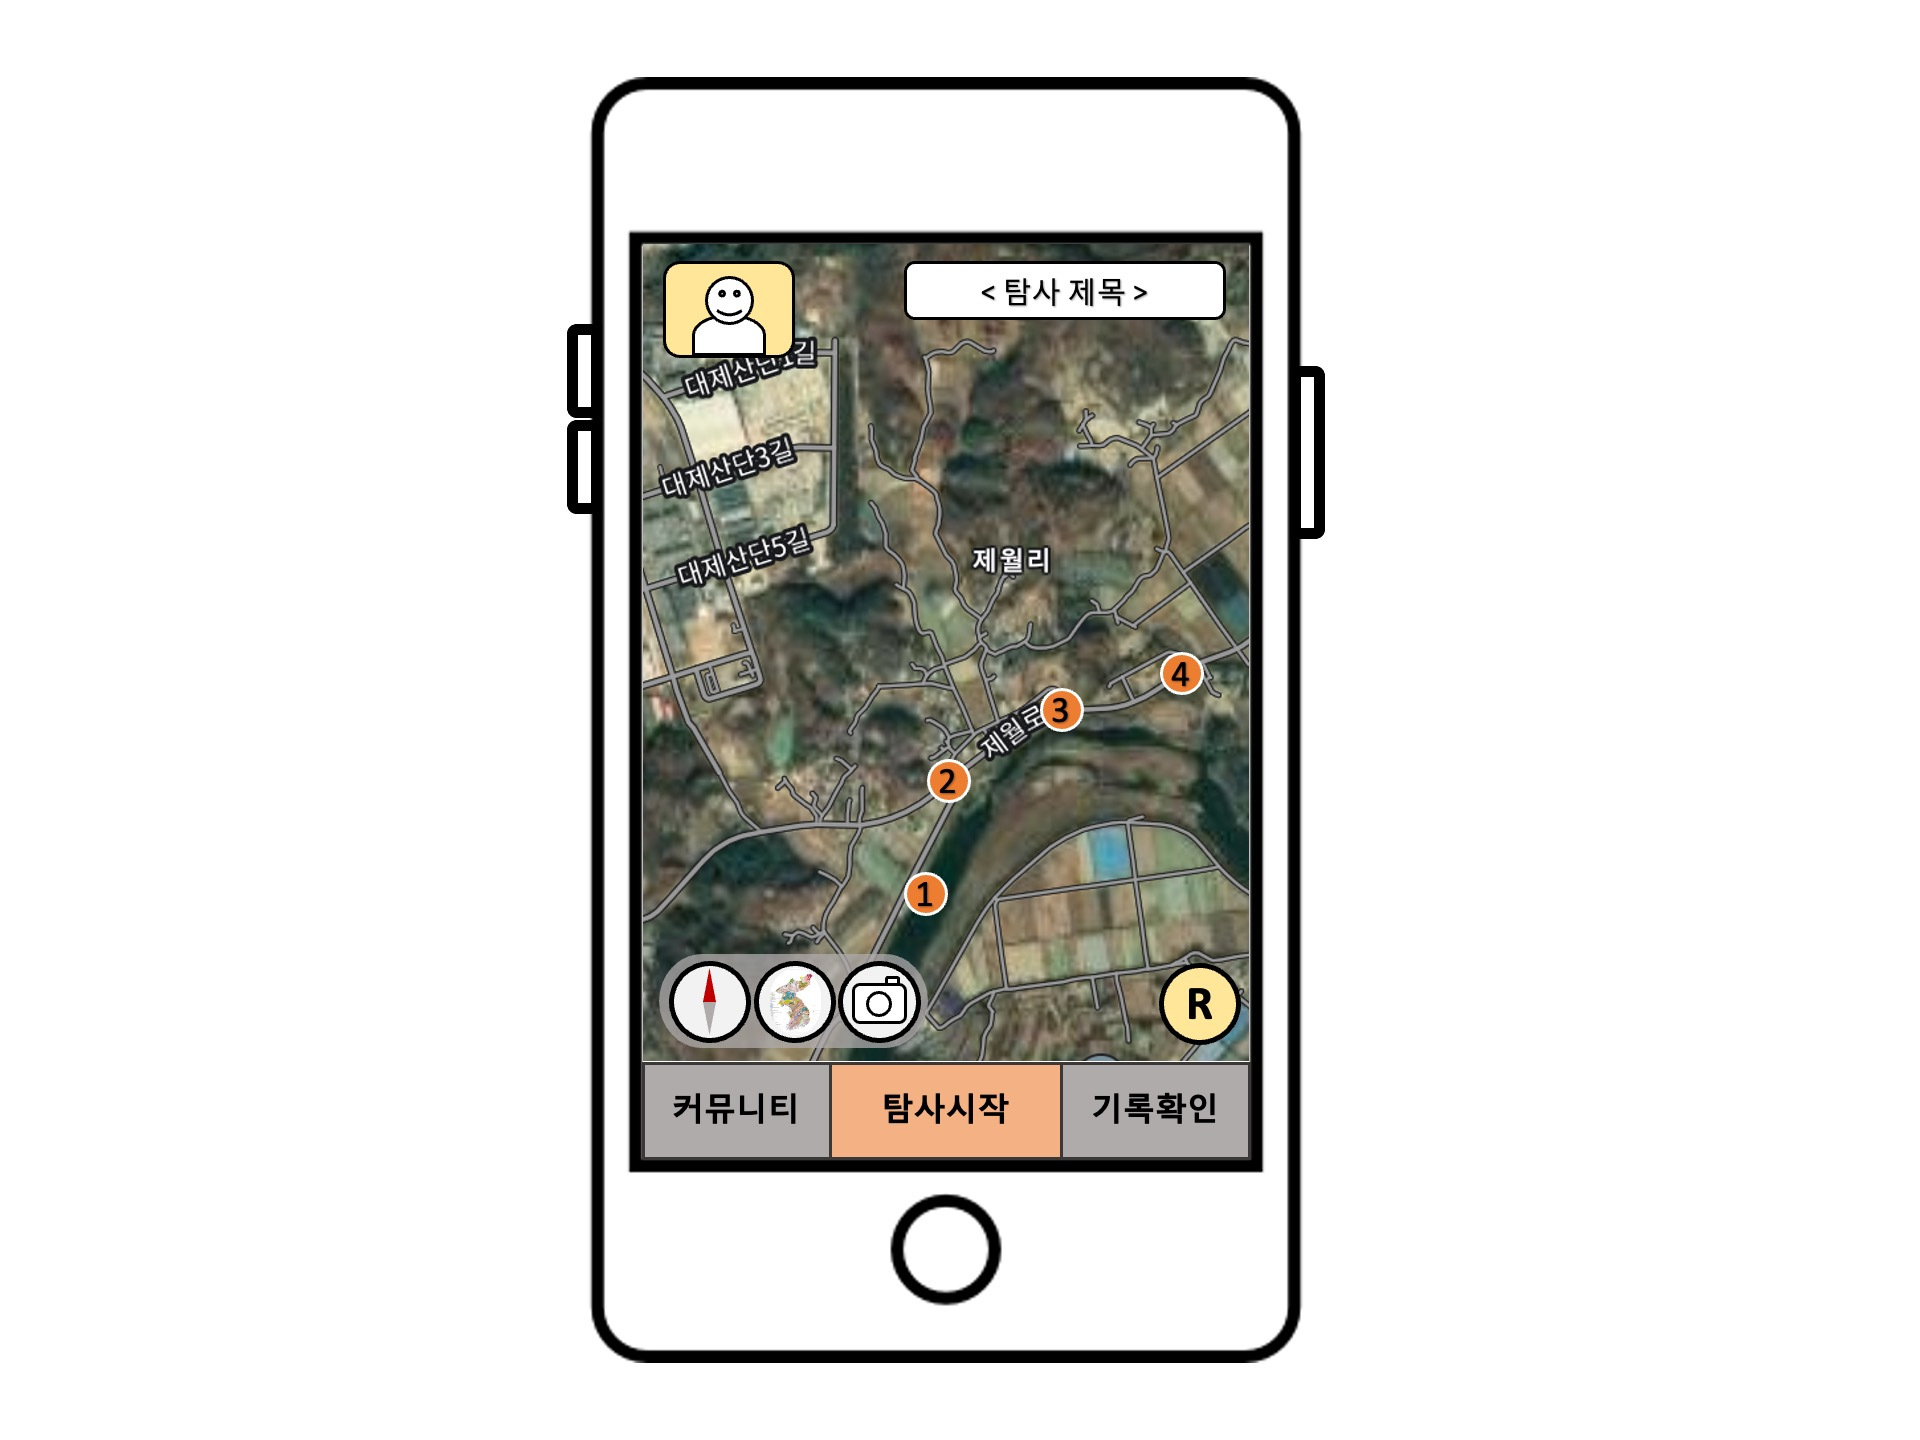 < 탐사 제목 >
대제산단1길
대제산단3길
대제산단5길
제월리
4
3
제월로
2
1
R
커뮤니티
탐사시작
기록확인